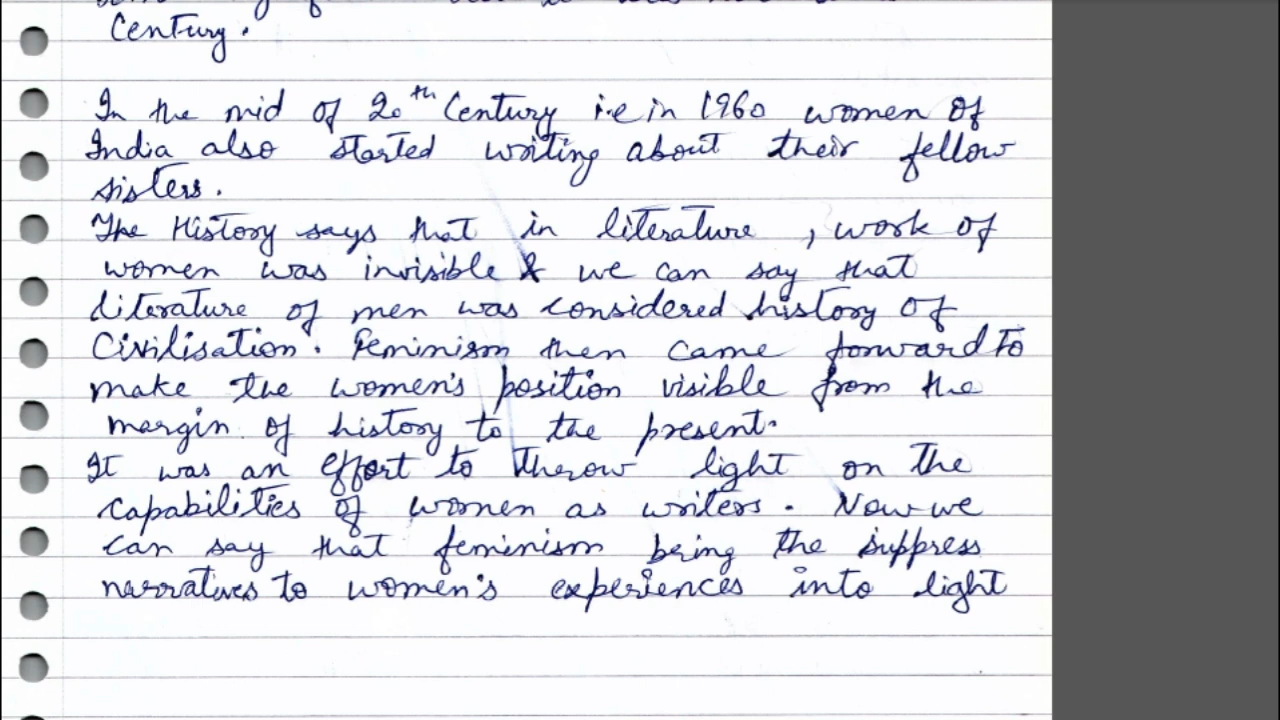 Century.
In the mid of 20th Century i.e in 1960 women of
India also started writing about their fellow
sisters.
The History says that in literature , work of
women was invisible & we can say that
literature of men was considered history of
Civilisation. Feminism then came forward to
make the women's position visible from the
margin of history to the present.
It was an effort to therow light on the
capabilities of women as writers. Now we
can say that feminism being the suppress
narratives to women's experiences into light